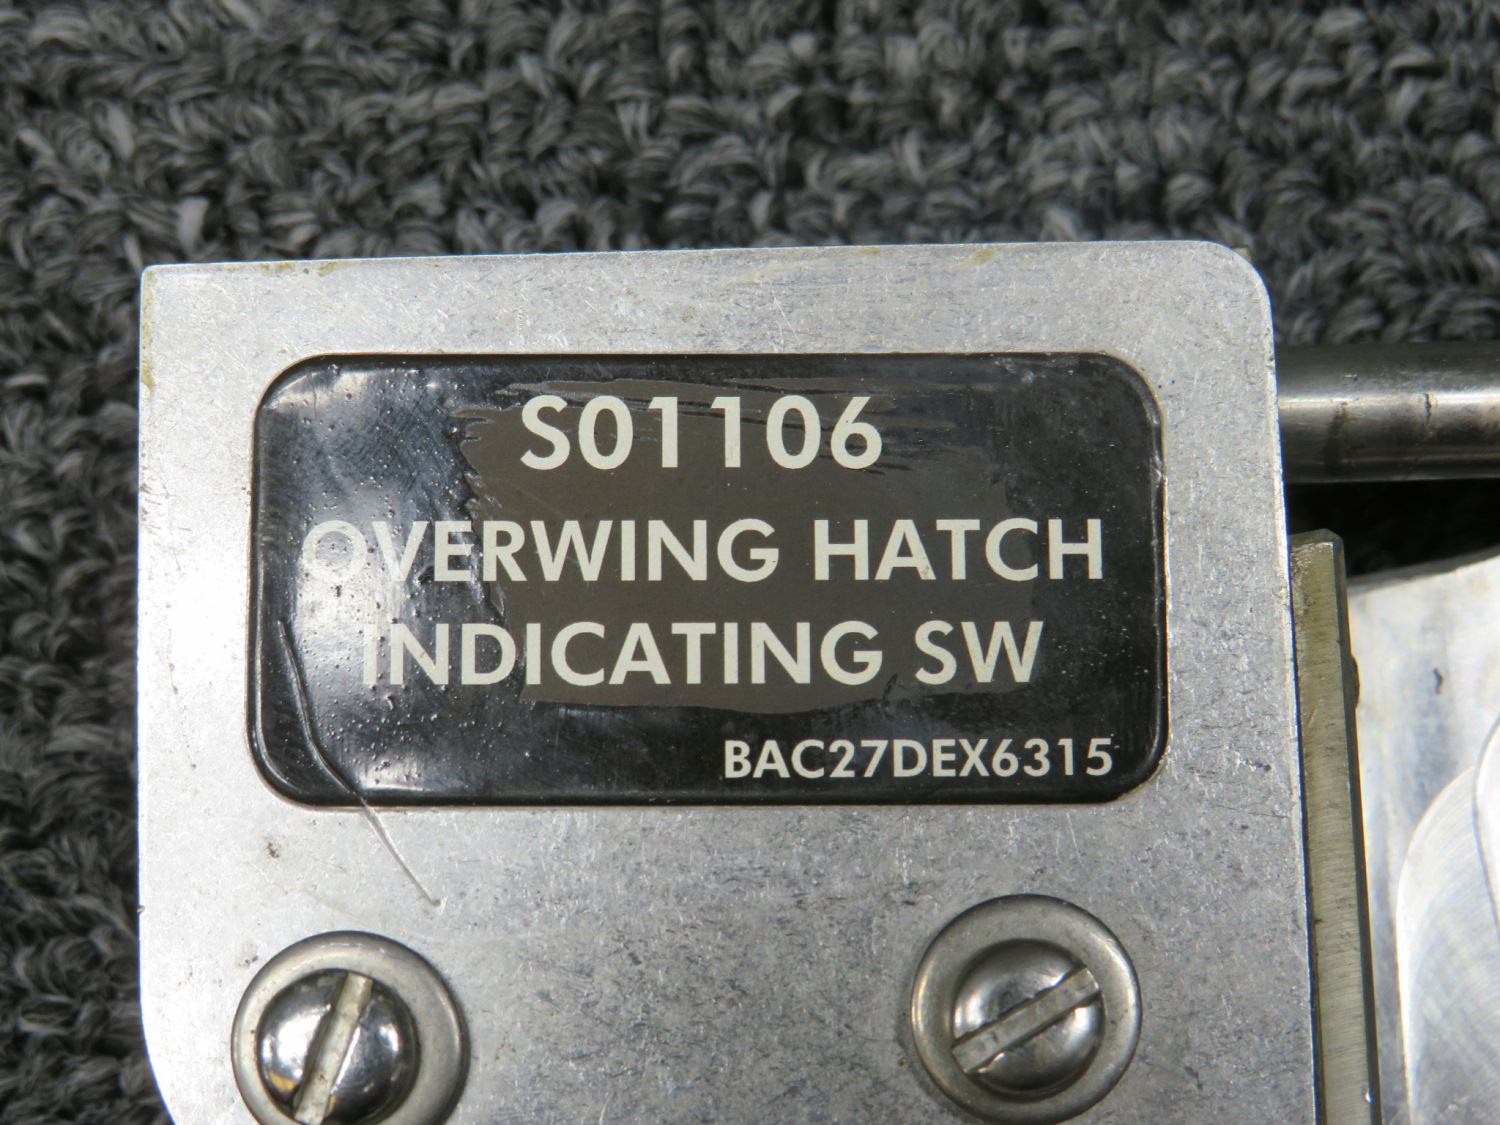 S01106
OVERWING HATCH
INDICATING SW
BAC27DEX6315